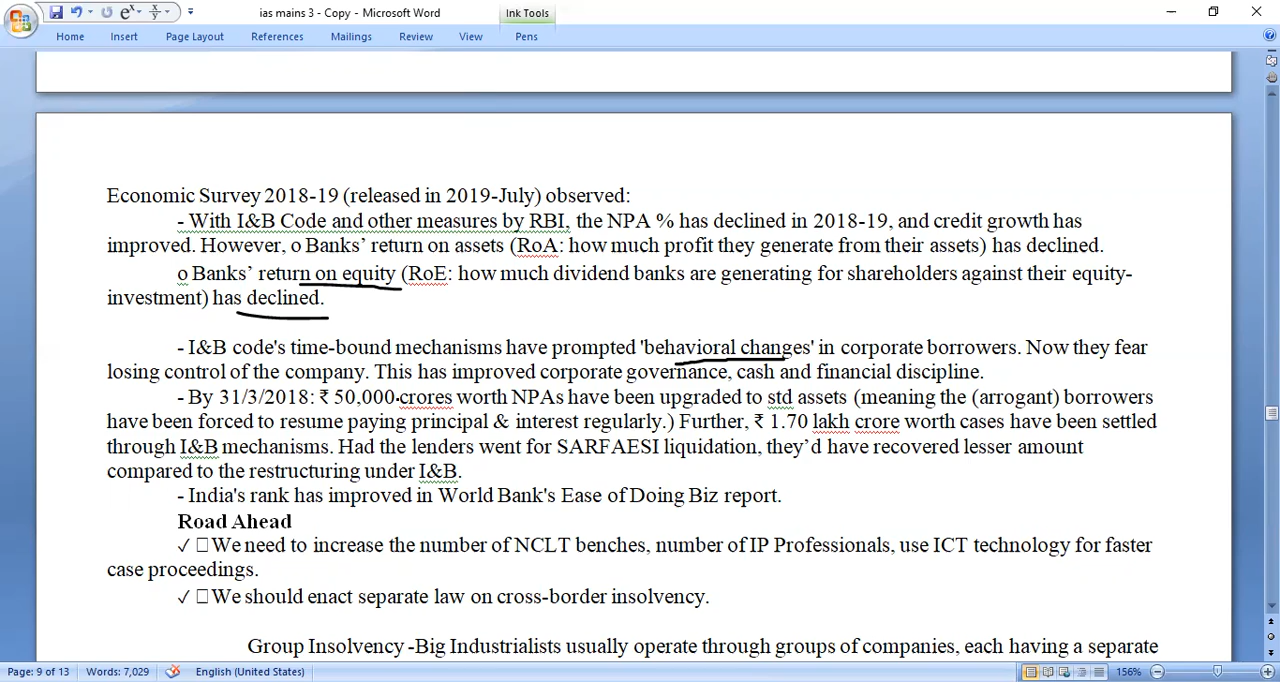 ias mains 3 - Copy - Microsoft Word
Ink Tools
Home Insert Page Layout References Mailings Review View Pens
Economic Survey 2018-19 (released in 2019-July) observed:
- With I&B Code and other measures by RBI, the NPA % has declined in 2018-19, and credit growth has
improved. However, o Banks’ return on assets (RoA: how much profit they generate from their assets) has declined.
o Banks’ return on equity (RoE: how much dividend banks are generating for shareholders against their equity-
investment) has declined.
- I&B code's time-bound mechanisms have prompted 'behavioral changes' in corporate borrowers. Now they fear
losing control of the company. This has improved corporate governance, cash and financial discipline.
- By 31/3/2018: ₹ 50,000 crores worth NPAs have been upgraded to std assets (meaning the (arrogant) borrowers
have been forced to resume paying principal & interest regularly.) Further, ₹ 1.70 lakh crore worth cases have been settled
through I&B mechanisms. Had the lenders went for SARFAESI liquidation, they’d have recovered lesser amount
compared to the restructuring under I&B.
- India's rank has improved in World Bank's Ease of Doing Biz report.
Road Ahead
✓ □We need to increase the number of NCLT benches, number of IP Professionals, use ICT technology for faster
case proceedings.
✓ □We should enact separate law on cross-border insolvency.
Group Insolvency -Big Industrialists usually operate through groups of companies, each having a separate
Page: 9 of 13 Words: 7,029 English (United States) 156%